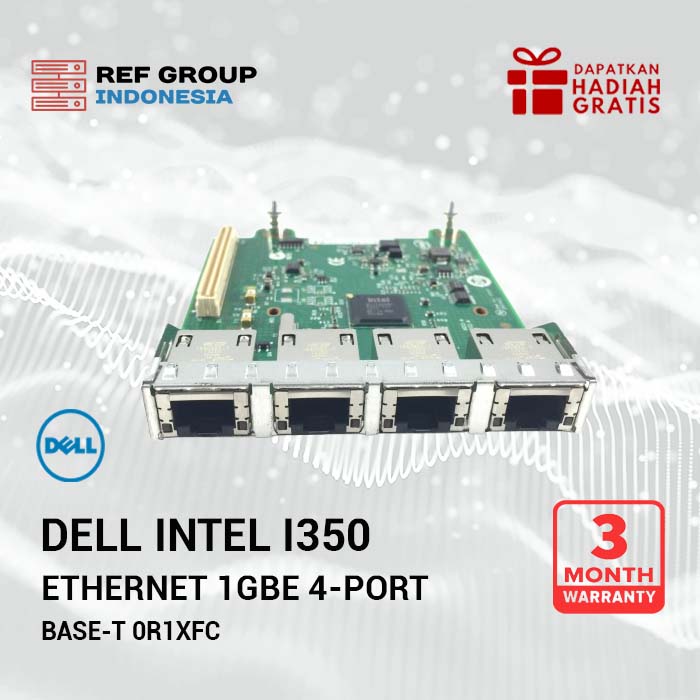 REF GROUP
INDONESIA
DAPATKAN
HADIAH
GRATIS
intel
DELL
DELL INTEL I350
ETHERNET 1GBE 4-PORT
BASE-T 0R1XFC
3
MONTH
WARRANTY